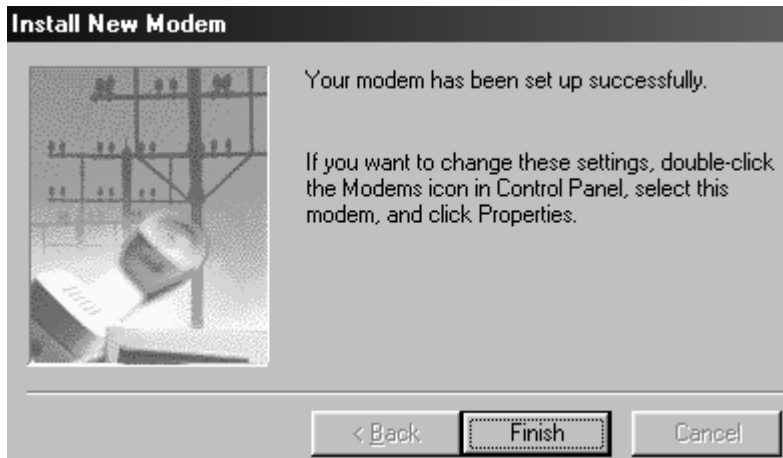 Install New Modem
Your modem has been set up successfully.
If you want to change these settings, double-click
the Modems icon in Control Panel, select this
modem, and click Properties.
< Back
Finish
Cancel